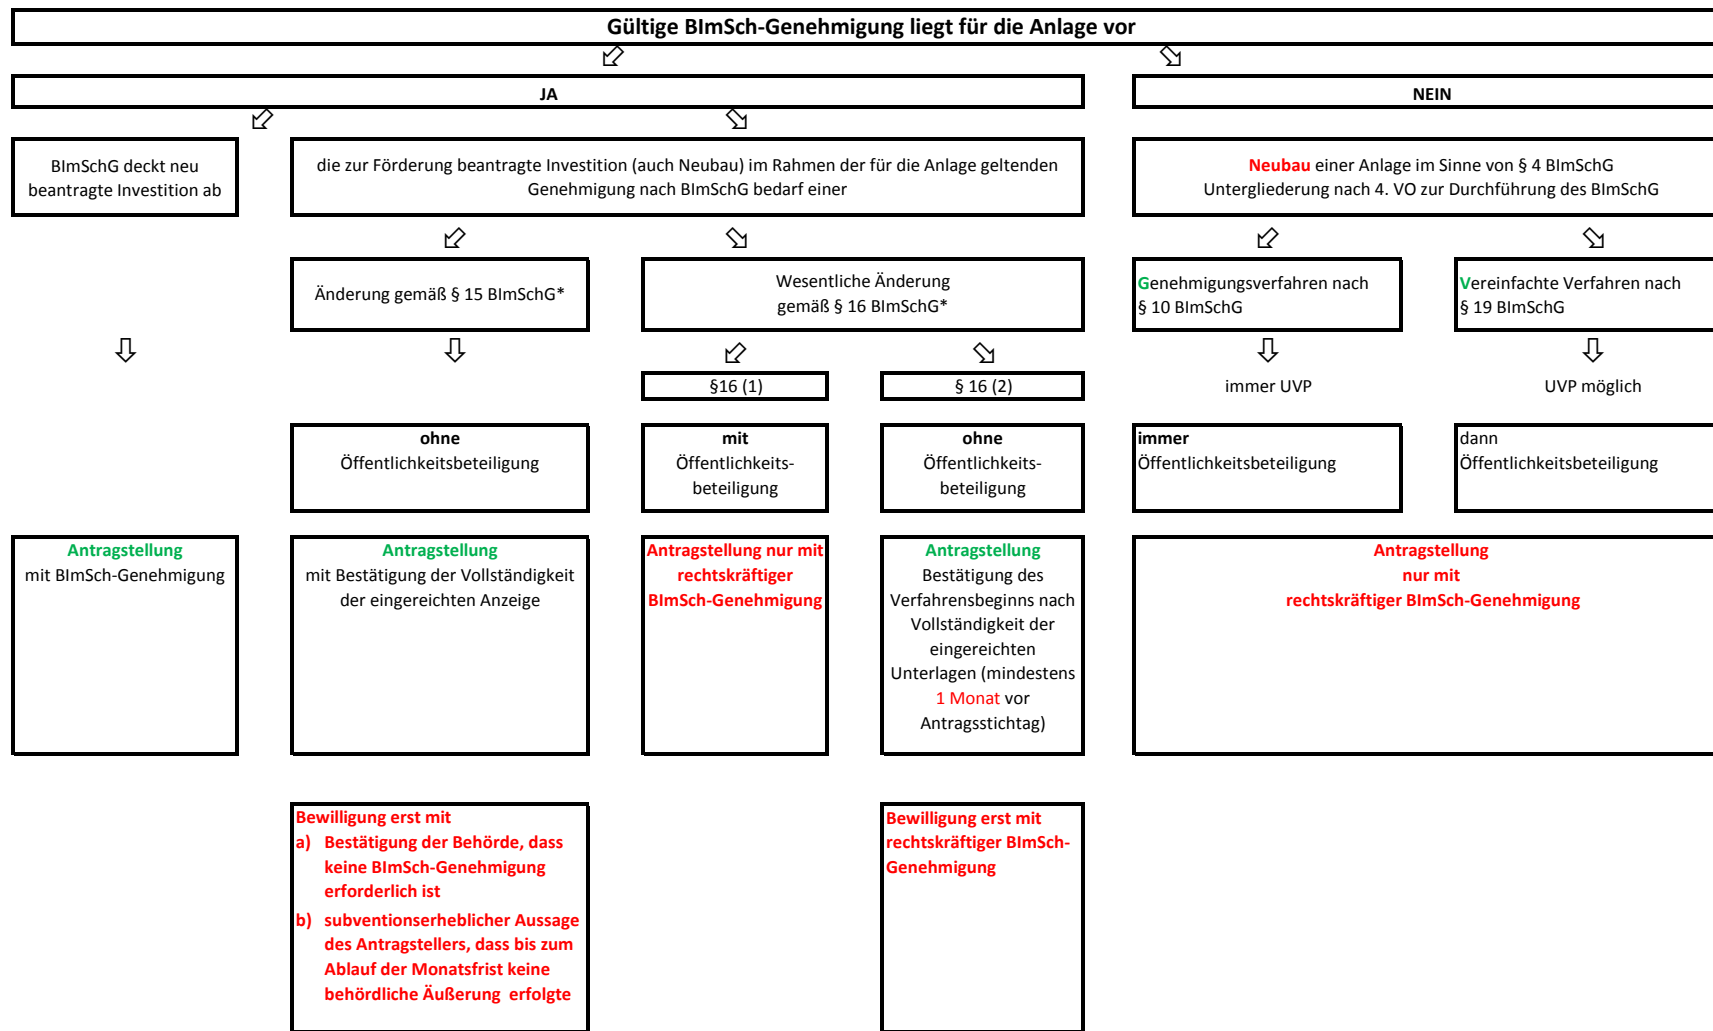 Gültige BImSch-Genehmigung liegt für die Anlage vor
JA
NEIN
BImSchG deckt neu
beantragte Investition ab
die zur Förderung beantragte Investition (auch Neubau) im Rahmen der für die Anlage geltenden
Genehmigung nach BImSchG bedarf einer
Neubau einer Anlage im Sinne von § 4 BImSchG
Untergliederung nach 4. VO zur Durchführung des BImSchG
Änderung gemäß § 15 BImSchG*
Wesentliche Änderung
gemäß § 16 BImSchG*
Genehmigungsverfahren nach
§ 10 BImSchG
Vereinfachte Verfahren nach
§ 19 BImSchG
§16 (1)
§ 16 (2)
immer UVP
UVP möglich
ohne
Öffentlichkeitsbeteiligung
mit
Öffentlichkeits-
beteiligung
ohne
Öffentlichkeits-
beteiligung
immer
Öffentlichkeitsbeteiligung
dann
Öffentlichkeitsbeteiligung
Antragstellung
mit BImSch-Genehmigung
Antragstellung
mit Bestätigung der Vollständigkeit
der eingereichten Anzeige
Antragstellung nur mit
rechtskräftiger
BImSch-Genehmigung
Antragstellung
Bestätigung des
Verfahrensbeginns nach
Vollständigkeit der
eingereichten
Unterlagen (mindestens
1 Monat vor
Antragsstichtag)
Antragstellung
nur mit
rechtskräftiger BImSch-Genehmigung
Bewilligung erst mit
a) Bestätigung der Behörde, dass
keine BImSch-Genehmigung
erforderlich ist
b) subventionserheblicher Aussage
des Antragstellers, dass bis zum
Ablauf der Monatsfrist keine
behördliche Äußerung erfolgte
Bewilligung erst mit
rechtskräftiger BImSch-
Genehmigung